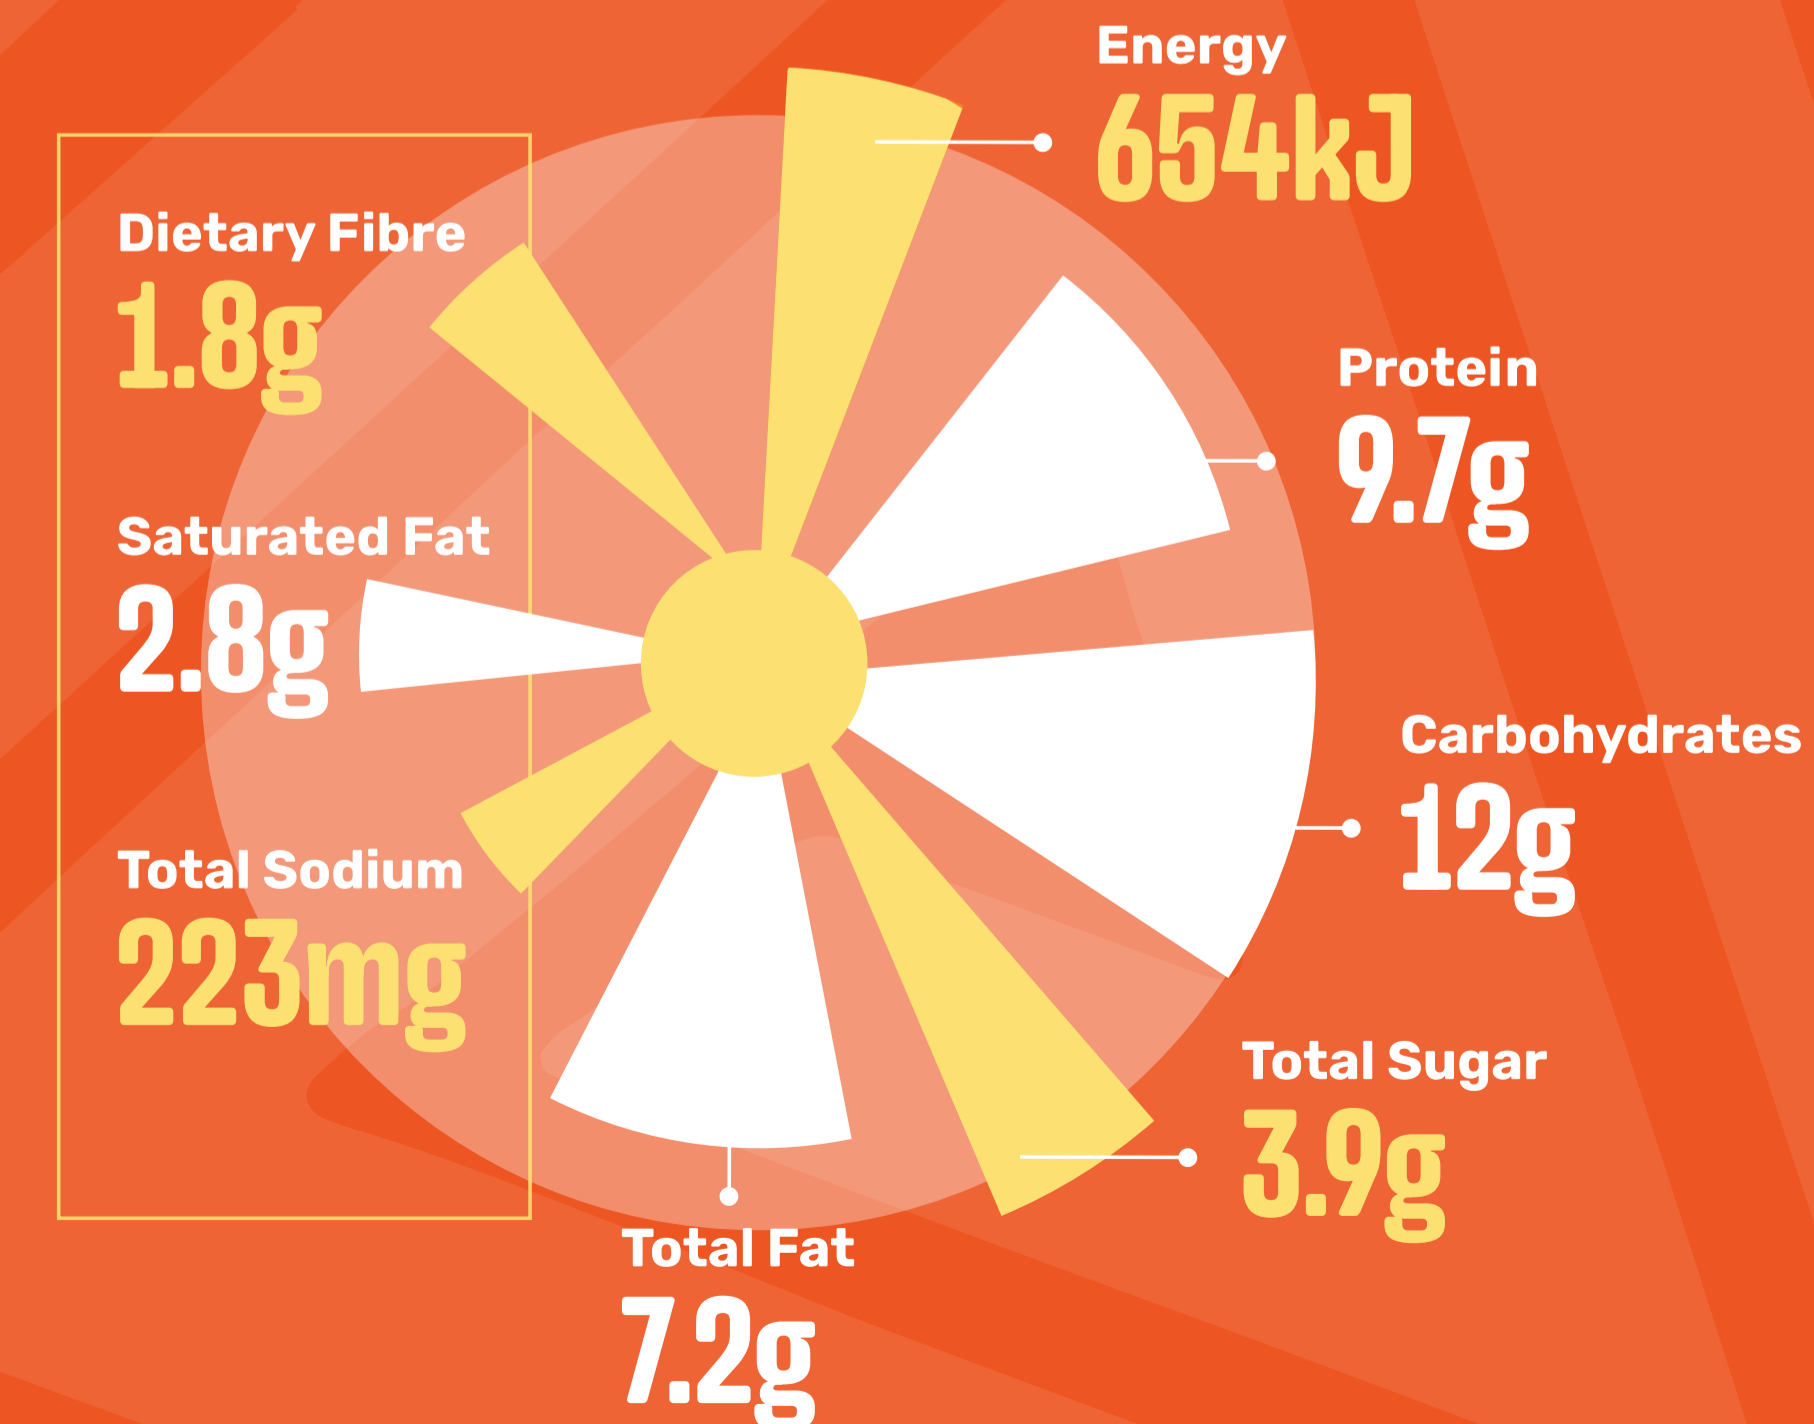 Energy
654kJ
Protein
9.7g
Carbohydrates
12g
Total Sugar
3.9g
Total Fat
7.2g
Dietary Fibre
1.8g
Saturated Fat
2.8g
Total Sodium
223mg